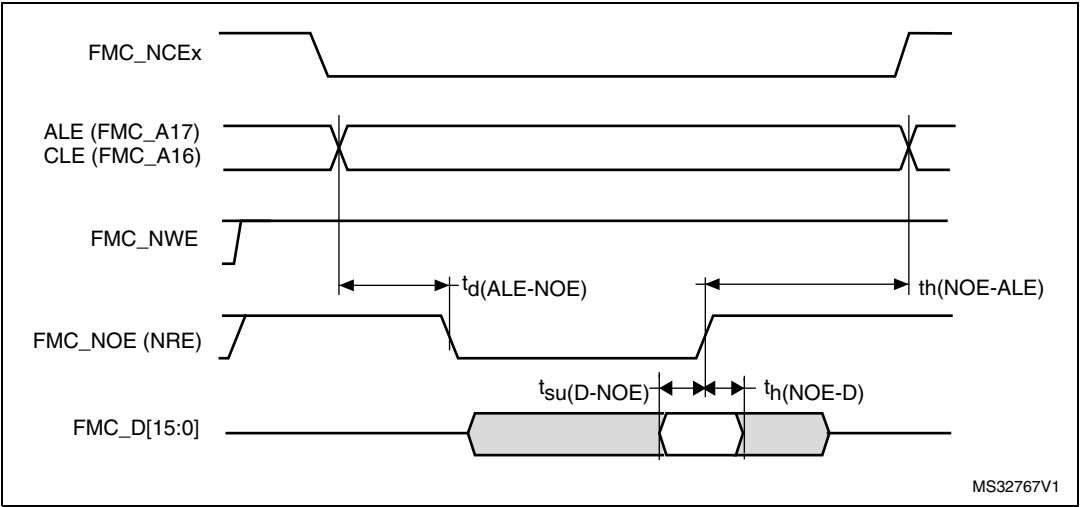 FMC_NCEx
ALE (FMC_A17)
CLE (FMC_A16)
FMC_NWE
td(ALE-NOE)
th(NOE-ALE)
FMC_NOE (NRE)
tsu(D-NOE)
th(NOE-D)
FMC_D[15:0]
MS32767V1